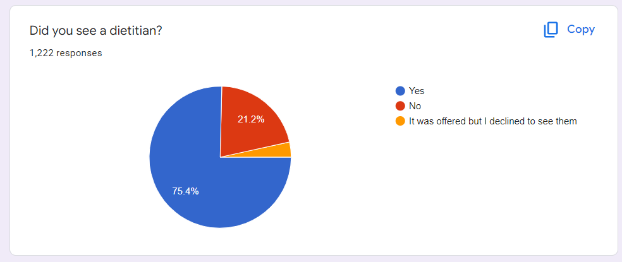 Did you see a dietitian?
Copy
1,222 responses
Yes
No
It was offered but I declined to see them
21.2%
75.4%